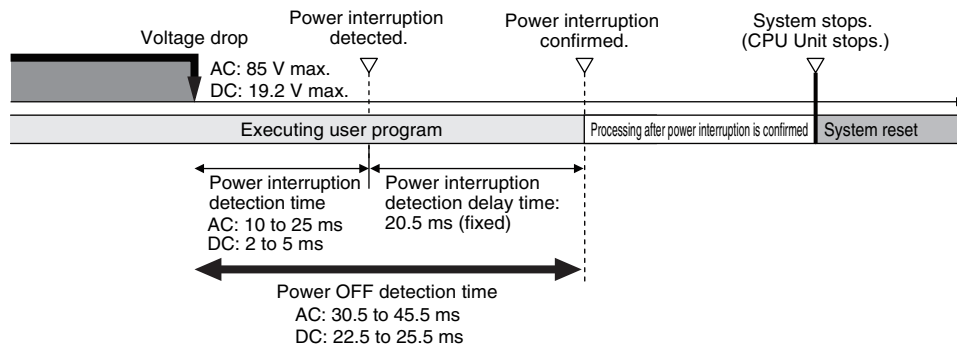 Power interruption
detected.
Power interruption
confirmed.
System stops.
(CPU Unit stops.)
Voltage drop
AC: 85 V max.
DC: 19.2 V max.
Executing user program
Processing after power interruption is confirmed
System reset
Power interruption
detection time
AC: 10 to 25 ms
DC: 2 to 5 ms
Power interruption
detection delay time:
20.5 ms (fixed)
Power OFF detection time
AC: 30.5 to 45.5 ms
DC: 22.5 to 25.5 ms